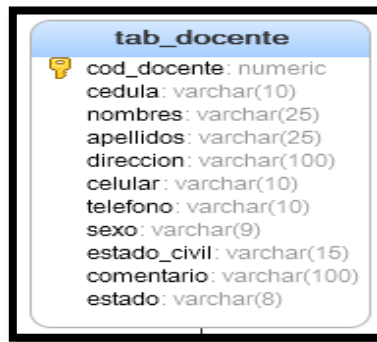 tab_docente
cod_docente: numeric
cedula: varchar(10)
nombres: varchar(25)
apellidos: varchar(25)
direccion: varchar(100)
celular: varchar(10)
telefono: varchar(10)
sexo: varchar(9)
estado_civil: varchar(15)
comentario: varchar(100)
estado: varchar(8)